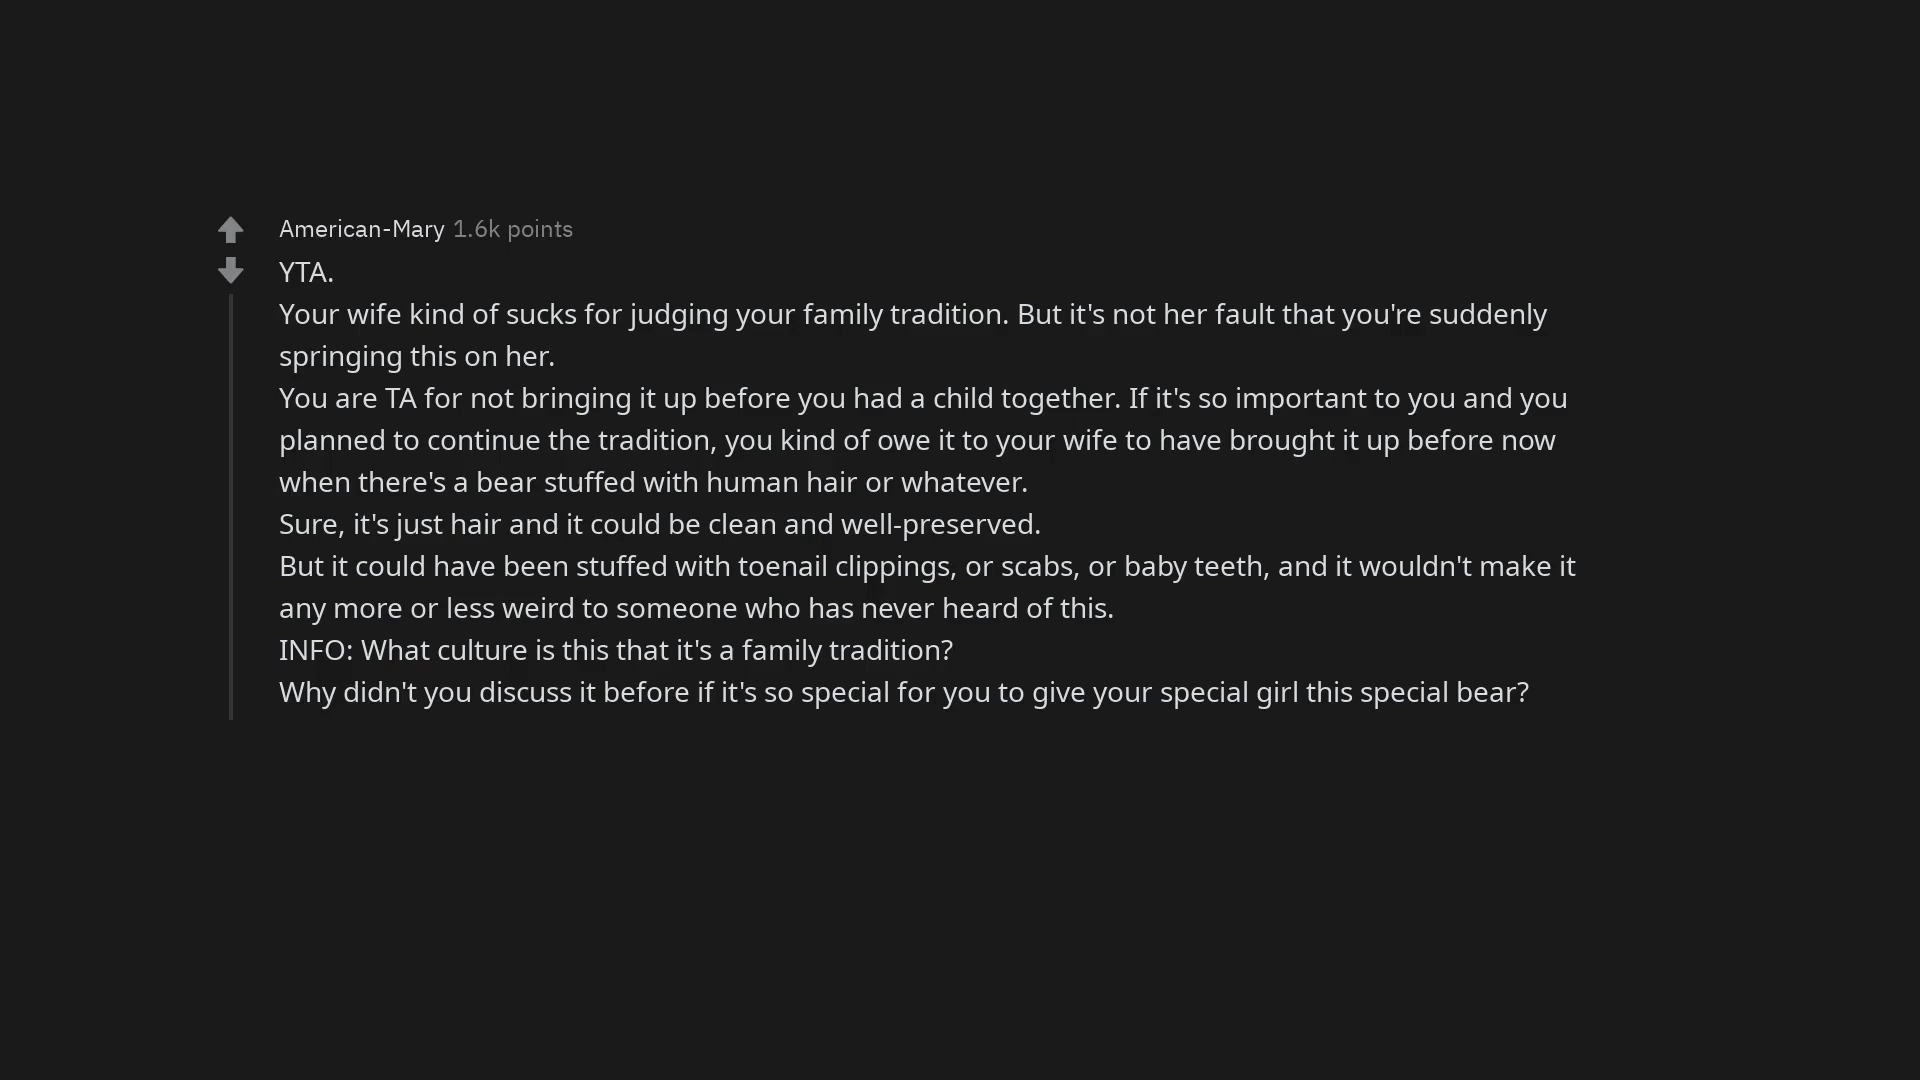 American-Mary 1.6k points
YTA.
Your wife kind of sucks for judging your family tradition. But it's not her fault that you're suddenly
springing this on her.
You are TA for not bringing it up before you had a child together. If it's so important to you and you
planned to continue the tradition, you kind of owe it to your wife to have brought it up before now
when there's a bear stuffed with human hair or whatever.
Sure, it's just hair and it could be clean and well-preserved.
But it could have been stuffed with toenail clippings, or scabs, or baby teeth, and it wouldn't make it
any more or less weird to someone who has never heard of this.
INFO: What culture is this that it's a family tradition?
Why didn't you discuss it before if it's so special for you to give your special girl this special bear?